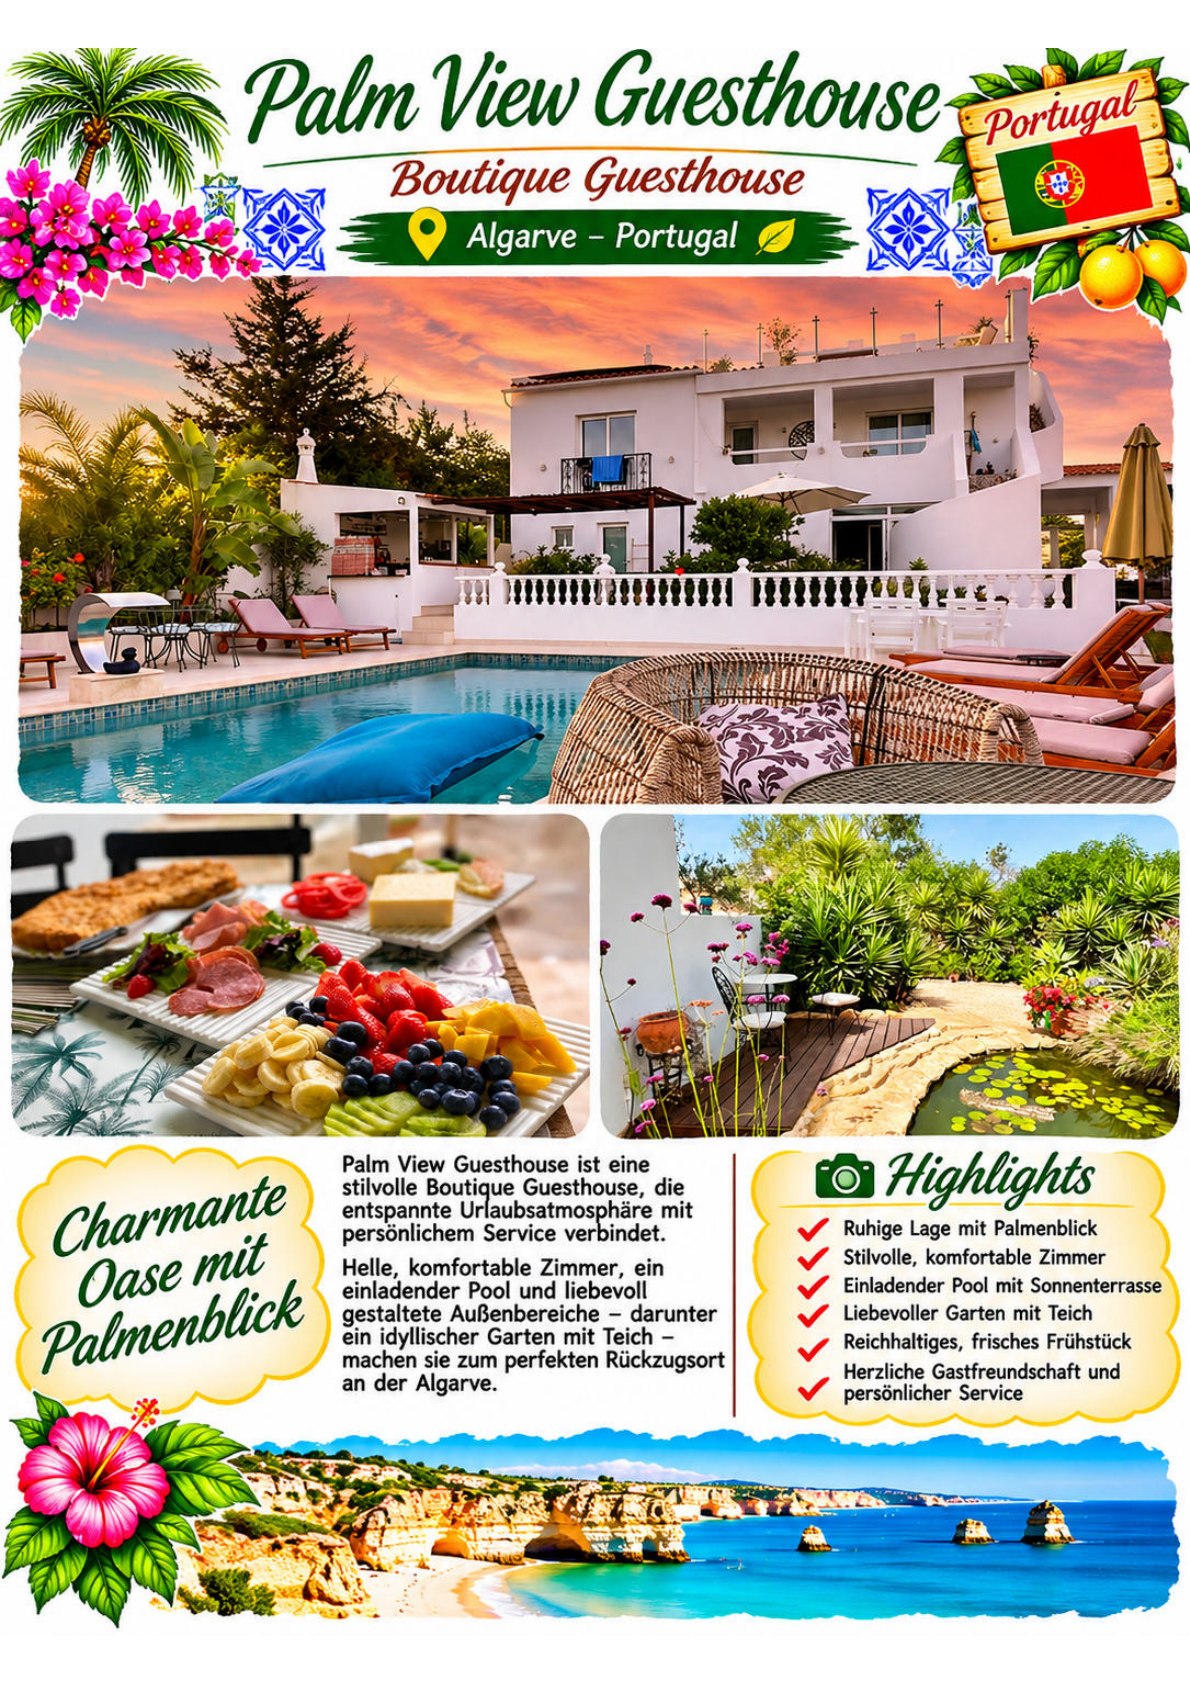 Palm View Guesthouse
Portugal
Boutique Guesthouse
Algarve – Portugal
Charmante
Oase mit
Palmenblick
Palm View Guesthouse ist eine
stilvolle Boutique Guesthouse, die
entspannte Urlaubsatmosphäre mit
persönlichem Service verbindet.
Helle, komfortable Zimmer, ein
einladender Pool und liebevoll
gestaltete Außenbereiche – darunter
ein idyllischer Garten mit Teich –
machen sie zum perfekten Rückzugsort
an der Algarve.
Highlights
Ruhige Lage mit Palmenblick
Stilvolle, komfortable Zimmer
Einladender Pool mit Sonnenterrasse
Liebevoller Garten mit Teich
Reichhaltiges, frisches Frühstück
Herzliche Gastfreundschaft und
persönlicher Service